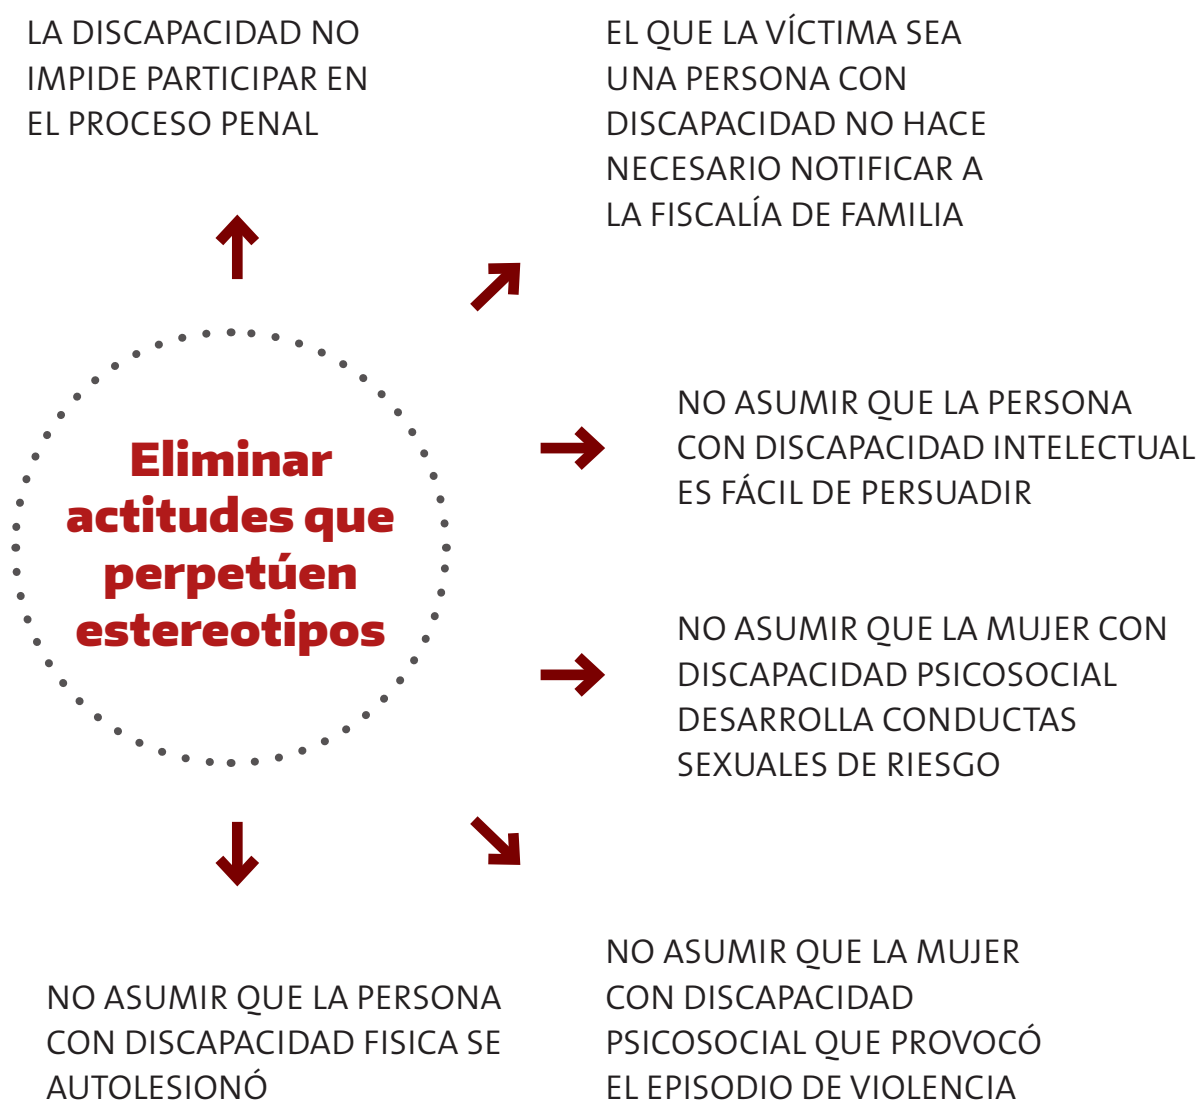 LA DISCAPACIDAD NO
IMPIDE PARTICIPAR EN
EL PROCESO PENAL
EL QUE LA VÍCTIMA SEA
UNA PERSONA CON
DISCAPACIDAD NO HACE
NECESARIO NOTIFICAR A
LA FISCALÍA DE FAMILIA
Eliminar
actitudes que
perpetúen
estereotipos
NO ASUMIR QUE LA PERSONA
CON DISCAPACIDAD INTELECTUAL
ES FÁCIL DE PERSUADIR
NO ASUMIR QUE LA MUJER CON
DISCAPACIDAD PSICOSOCIAL
DESARROLLA CONDUCTAS
SEXUALES DE RIESGO
NO ASUMIR QUE LA MUJER
CON DISCAPACIDAD
PSICOSOCIAL QUE PROVOCÓ
EL EPISODIO DE VIOLENCIA
NO ASUMIR QUE LA PERSONA
CON DISCAPACIDAD FISICA SE
AUTOLESIONÓ